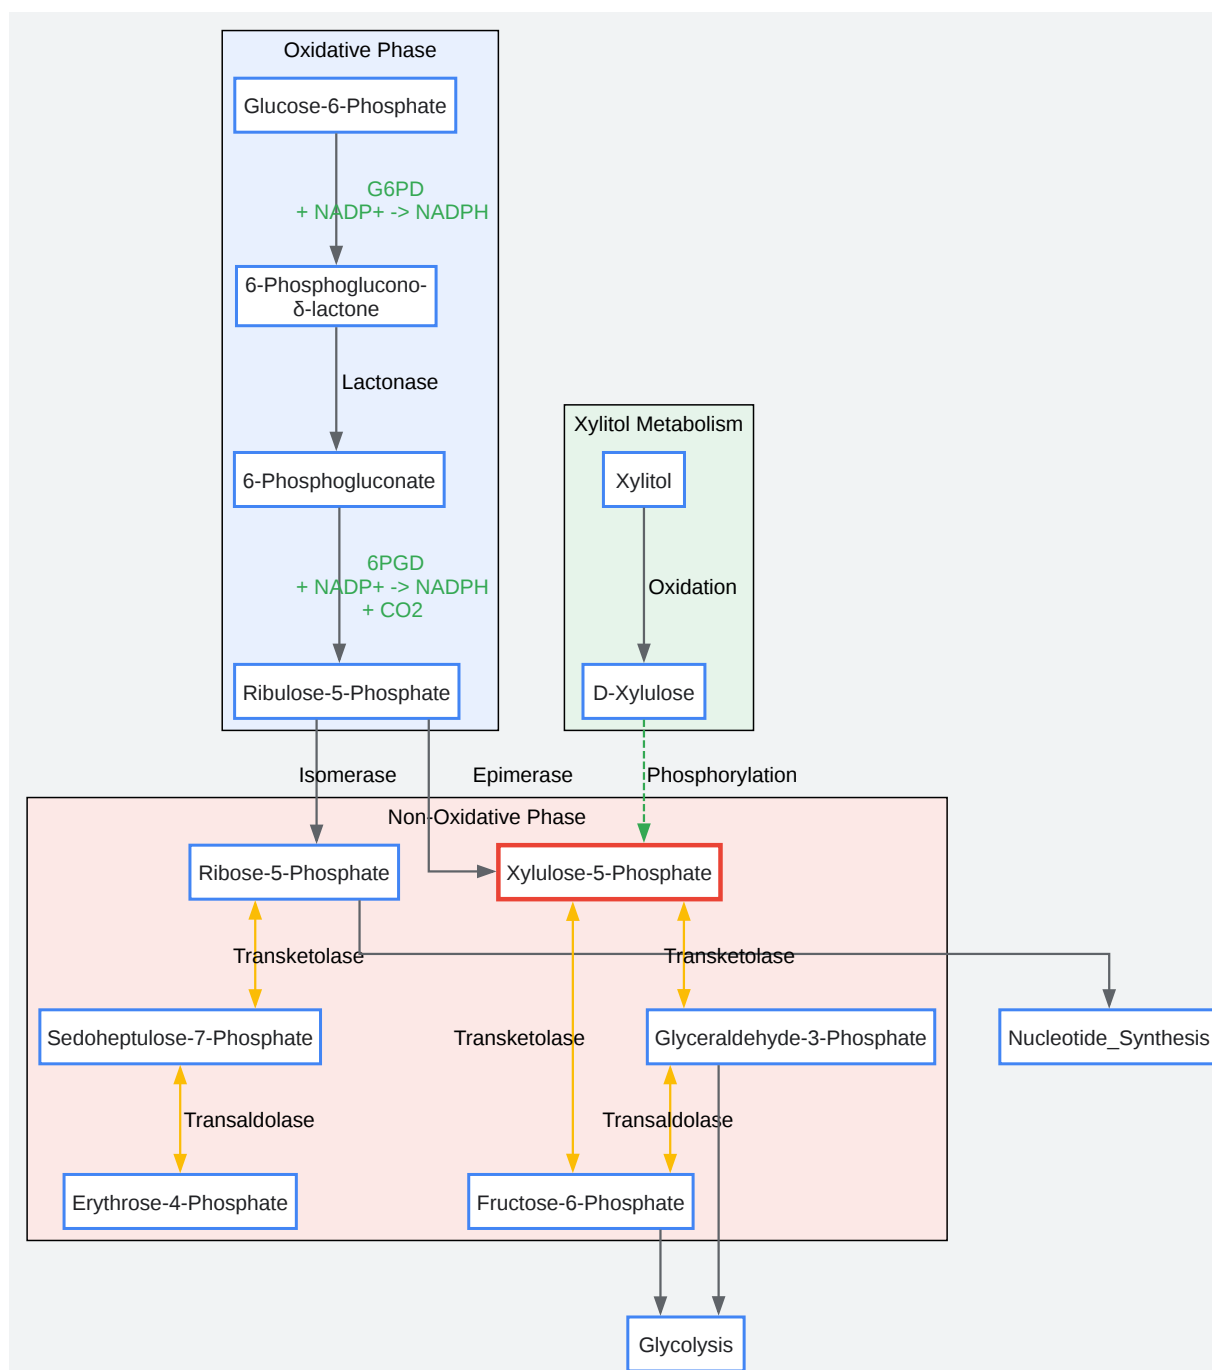 Oxidative Phase
Glucose-6-Phosphate
G6PD
+ NADP+ -> NADPH
6-Phosphoglucono-
δ-lactone
Lactonase
6-Phosphogluconate
6PGD
+ NADP+ -> NADPH
+ CO2
Ribulose-5-Phosphate
Xylitol Metabolism
Xylitol
Oxidation
D-Xylulose
Isomerase
Epimerase
Phosphorylation
Non-Oxidative Phase
Ribose-5-Phosphate
Xylulose-5-Phosphate
Transketolase
Transketolase
Sedoheptulose-7-Phosphate
Transketolase
Glyceraldehyde-3-Phosphate
Nucleotide_Synthesis
Transaldolase
Transaldolase
Erythrose-4-Phosphate
Fructose-6-Phosphate
Glycolysis